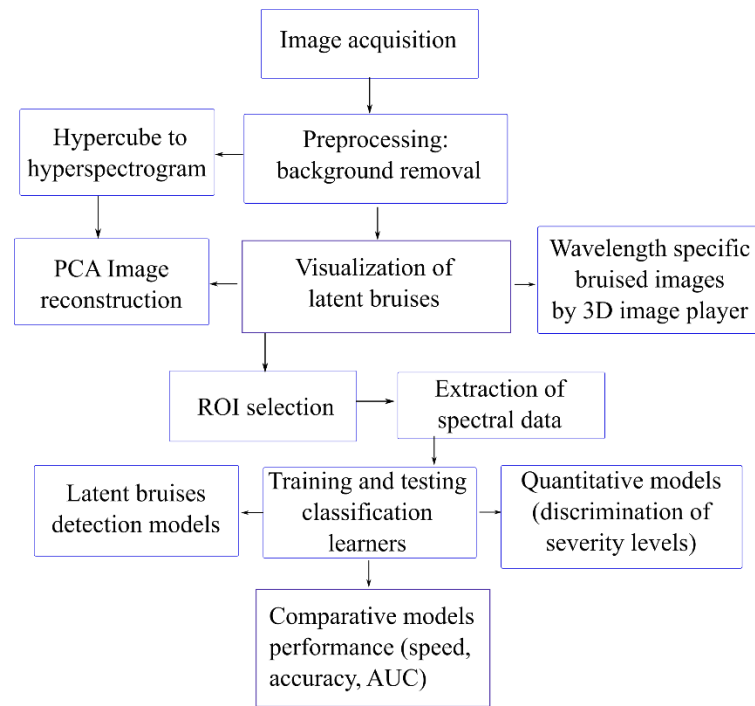 Image acquisition
Hypercube to
hyperspectrogram
Preprocessing:
background removal
PCA Image
reconstruction
Visualization of
latent bruises
Wavelength specific
bruised images
by 3D image player
ROI selection
Extraction of
spectral data
Latent bruises
detection models
Training and testing
classification
learners
Quantitative models
(discrimination of
severity levels)
Comparative models
performance (speed,
accuracy, AUC)